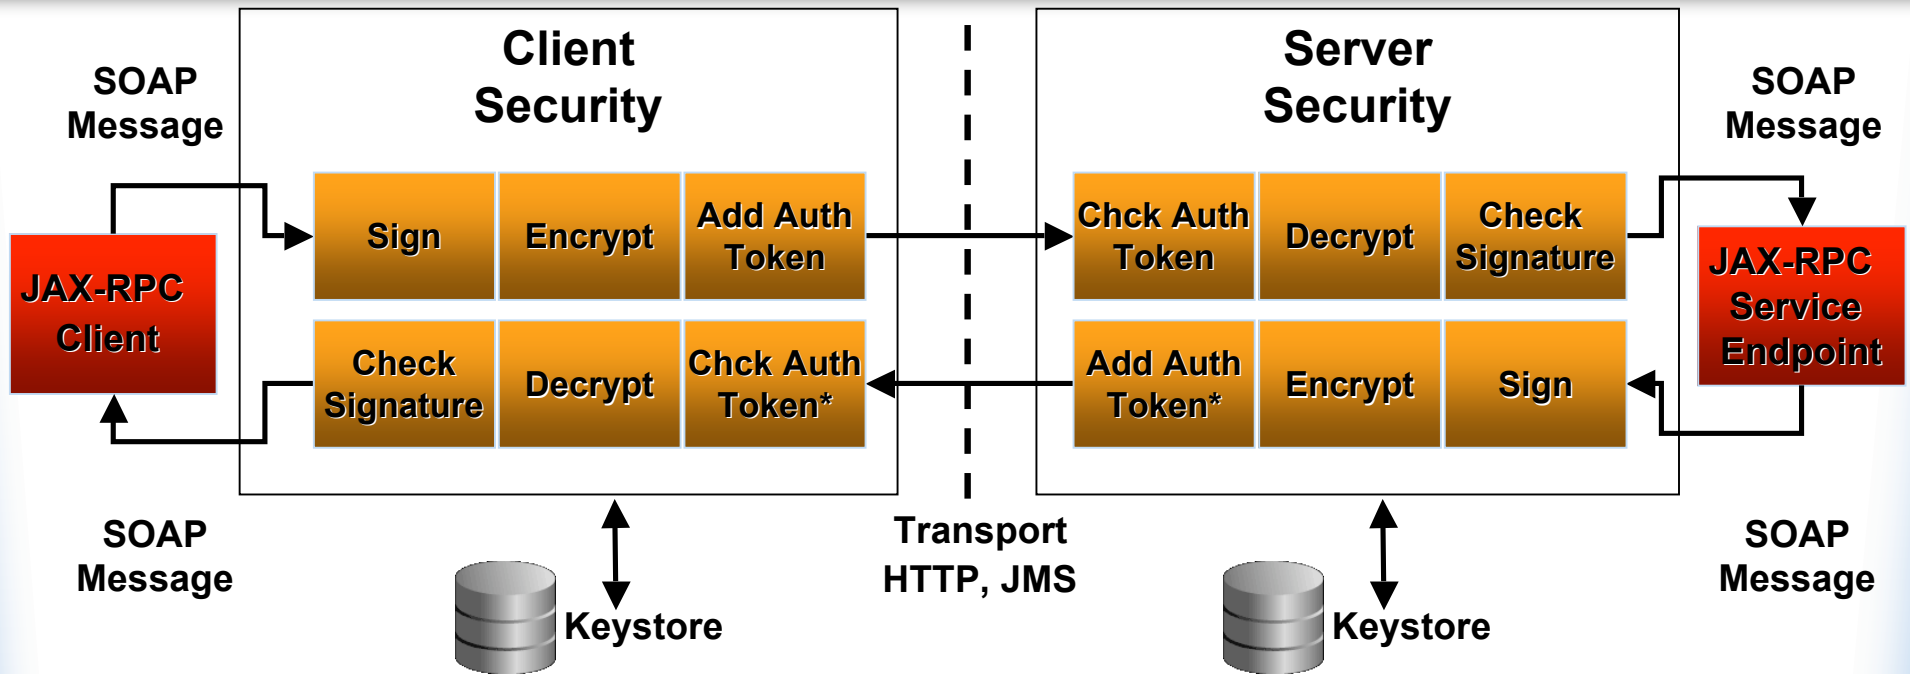 Client
Security
Server
Security
SOAP
Message
SOAP
Message
JAX-RPC
Client
Sign
Encrypt
Add Auth
Token
Chck Auth
Token
Decrypt
Check
Signature
JAX-RPC
Service
Endpoint
Check
Signature
Decrypt
Chck Auth
Token*
Add Auth
Token*
Encrypt
Sign
SOAP
Message
Keystore
Transport
HTTP, JMS
Keystore
SOAP
Message